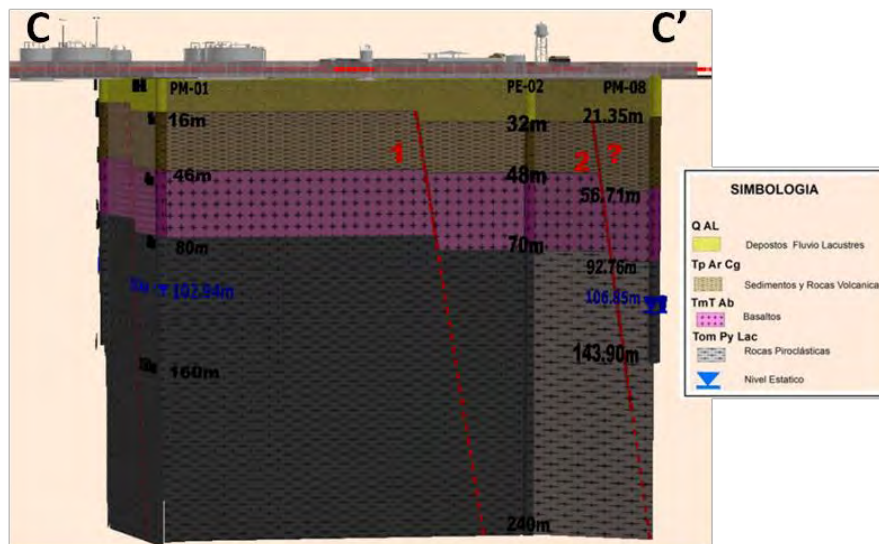 C
C'
PM-01
PE-02
PM-08
16m
32m
21.35m
1
2
?
46m
48m
56.71m
80m
70m
92.76m
102.94m
106.85m
143.90m
160m
240m
SIMBOLOGIA
Q AL
Depostos Fluvio Lacustres
Tp Ar Cg
Sedimentos y Rocas Volcanica
TmT Ab
Basaltos
Tom Py Lac
Rocas Piroclásticas
Nivel Estatico